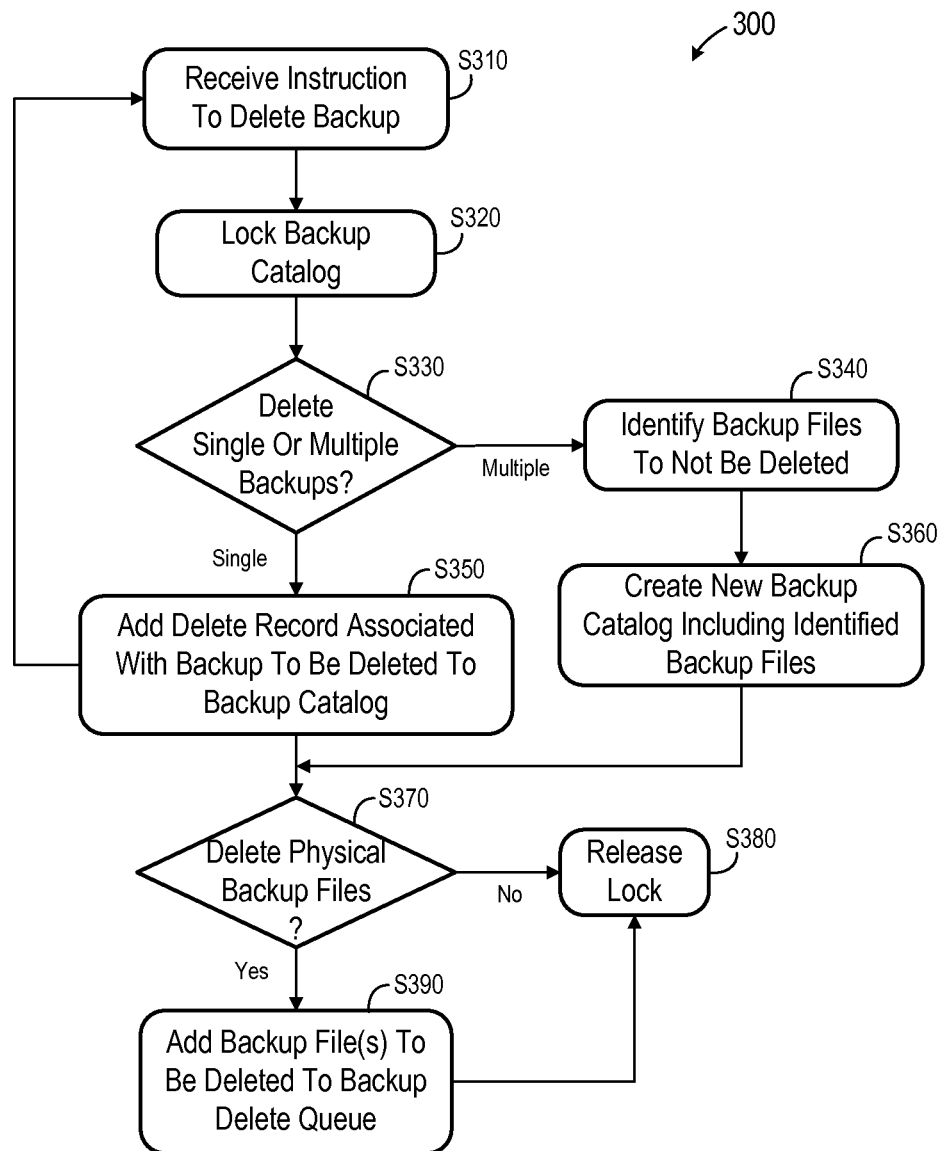 300
S310
Receive Instruction
To Delete Backup
S320
Lock Backup
Catalog
S330
Delete
Single Or Multiple
Backups?
Multiple
S340
Identify Backup Files
To Not Be Deleted
Single
S350
Add Delete Record Associated
With Backup To Be Deleted To
Backup Catalog
S360
Create New Backup
Catalog Including Identified
Backup Files
S370
Delete Physical
Backup Files
?
No
S380
Release
Lock
Yes
S390
Add Backup File(s) To
Be Deleted To Backup
Delete Queue